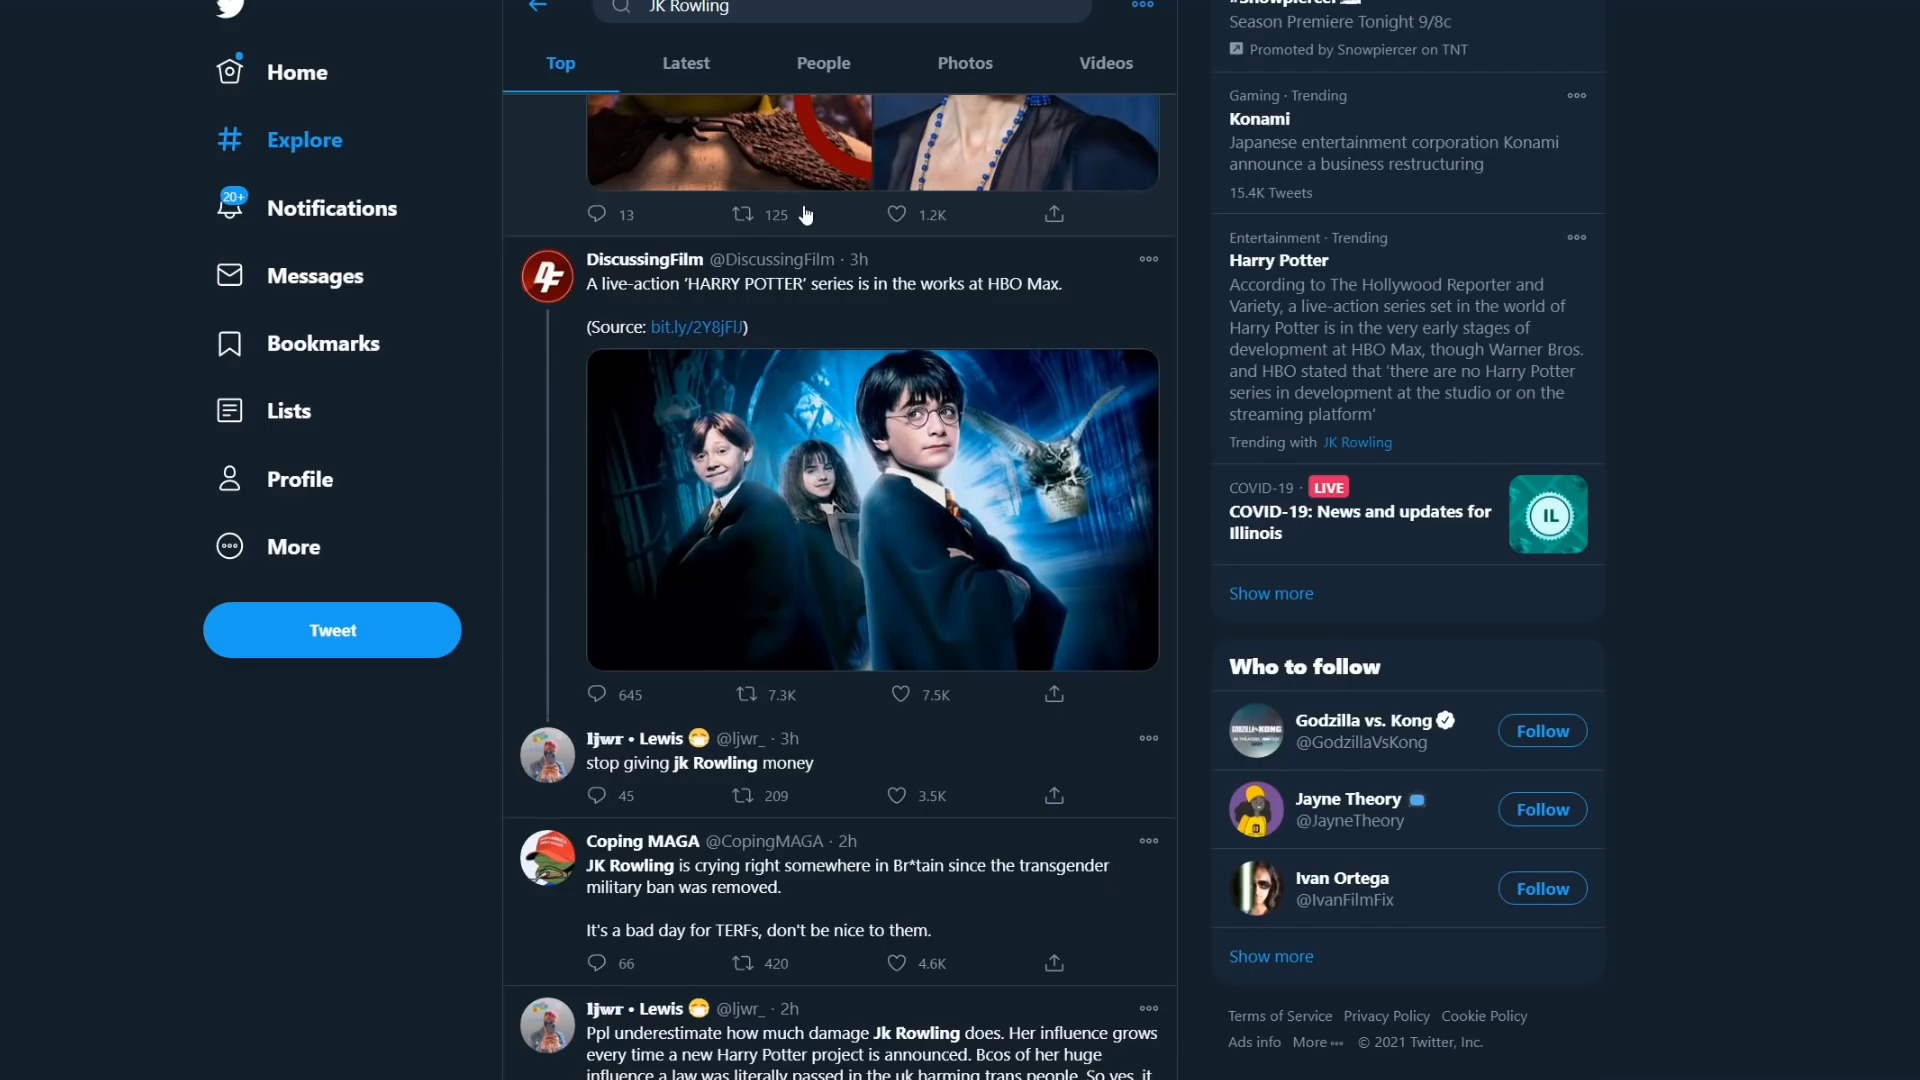 JK Rowling
Home
Explore
20+
Notifications
Messages
Bookmarks
Lists
Profile
More
Tweet
Top
Latest
People
Photos
Videos
13
125
1.2K
DiscussingFilm @DiscussingFilm · 3h
A live-action ‘HARRY POTTER’ series is in the works at HBO Max.
(Source: bit.ly/2Y8jFlJ)
645
7.3K
7.5K
ljwr • Lewis 😷 @ljwr_ · 3h
stop giving jk Rowling money
45
209
3.5K
Coping MAGA @CopingMAGA · 2h
JK Rowling is crying right somewhere in Br*tain since the transgender
military ban was removed.
It's a bad day for TERFs, don't be nice to them.
66
420
4.6K
ljwr • Lewis 😷 @ljwr_ · 2h
Ppl underestimate how much damage Jk Rowling does. Her influence grows
every time a new Harry Potter project is announced. Bcos of her huge
influence a law was literally passed in the uk harming trans people. So yes, it
#Snowpiercer
Season Premiere Tonight 9/8c
Promoted by Snowpiercer on TNT
Gaming · Trending
Konami
Japanese entertainment corporation Konami
announce a business restructuring
15.4K Tweets
Entertainment · Trending
Harry Potter
According to The Hollywood Reporter and
Variety, a live-action series set in the world of
Harry Potter is in the very early stages of
development at HBO Max, though Warner Bros.
and HBO stated that 'there are no Harry Potter
series in development at the studio or on the
streaming platform'
Trending with JK Rowling
COVID-19 · LIVE
COVID-19: News and updates for
Illinois
IL
Show more
Who to follow
Godzilla vs. Kong
@GodzillaVsKong
Follow
Jayne Theory
@JayneTheory
Follow
Ivan Ortega
@IvanFilmFix
Follow
Show more
Terms of Service Privacy Policy Cookie Policy
Ads info More ••• © 2021 Twitter, Inc.